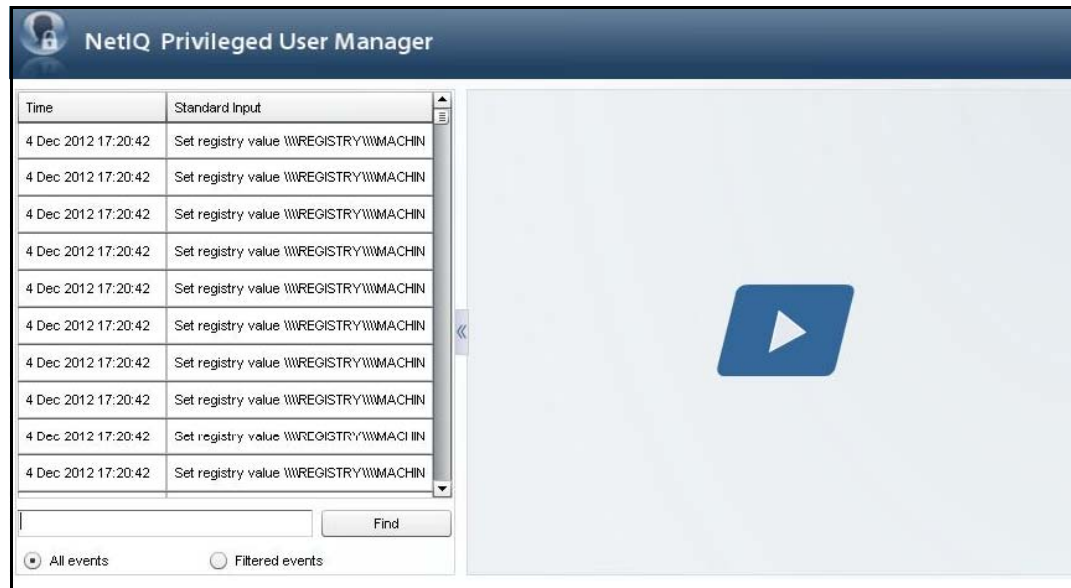 NetIQ Privileged User Manager
Time Standard Input
4 Dec 2012 17:20:42 Set registry value \\\\REGISTRY\\\\MACHIN
4 Dec 2012 17:20:42 Set registry value \\\\REGISTRY\\\\MACHIN
4 Dec 2012 17:20:42 Set registry value \\\\REGISTRY\\\\MACHIN
4 Dec 2012 17:20:42 Set registry value \\\\REGISTRY\\\\MACHIN
4 Dec 2012 17:20:42 Set registry value \\\\REGISTRY\\\\MACHIN
4 Dec 2012 17:20:42 Set registry value \\\\REGISTRY\\\\MACHIN
4 Dec 2012 17:20:42 Set registry value \\\\REGISTRY\\\\MACHIN
4 Dec 2012 17:20:42 Set registry value \\\\REGISTRY\\\\MACHIN
4 Dec 2012 17:20:42 Set registry value \\\\REGISTRY\\\\MACHIN
4 Dec 2012 17:20:42 Set registry value \\\\REGISTRY\\\\MACHIN
Find
All events Filtered events